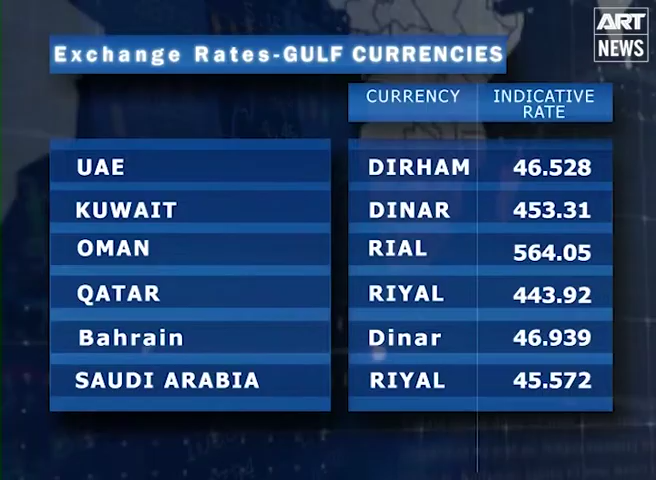 ART
NEWS
Exchange Rates-GULF CURRENCIES
CURRENCY INDICATIVE RATE
UAE DIRHAM 46.528
KUWAIT DINAR 453.31
OMAN RIAL 564.05
QATAR RIYAL 443.92
Bahrain Dinar 46.939
SAUDI ARABIA RIYAL 45.572